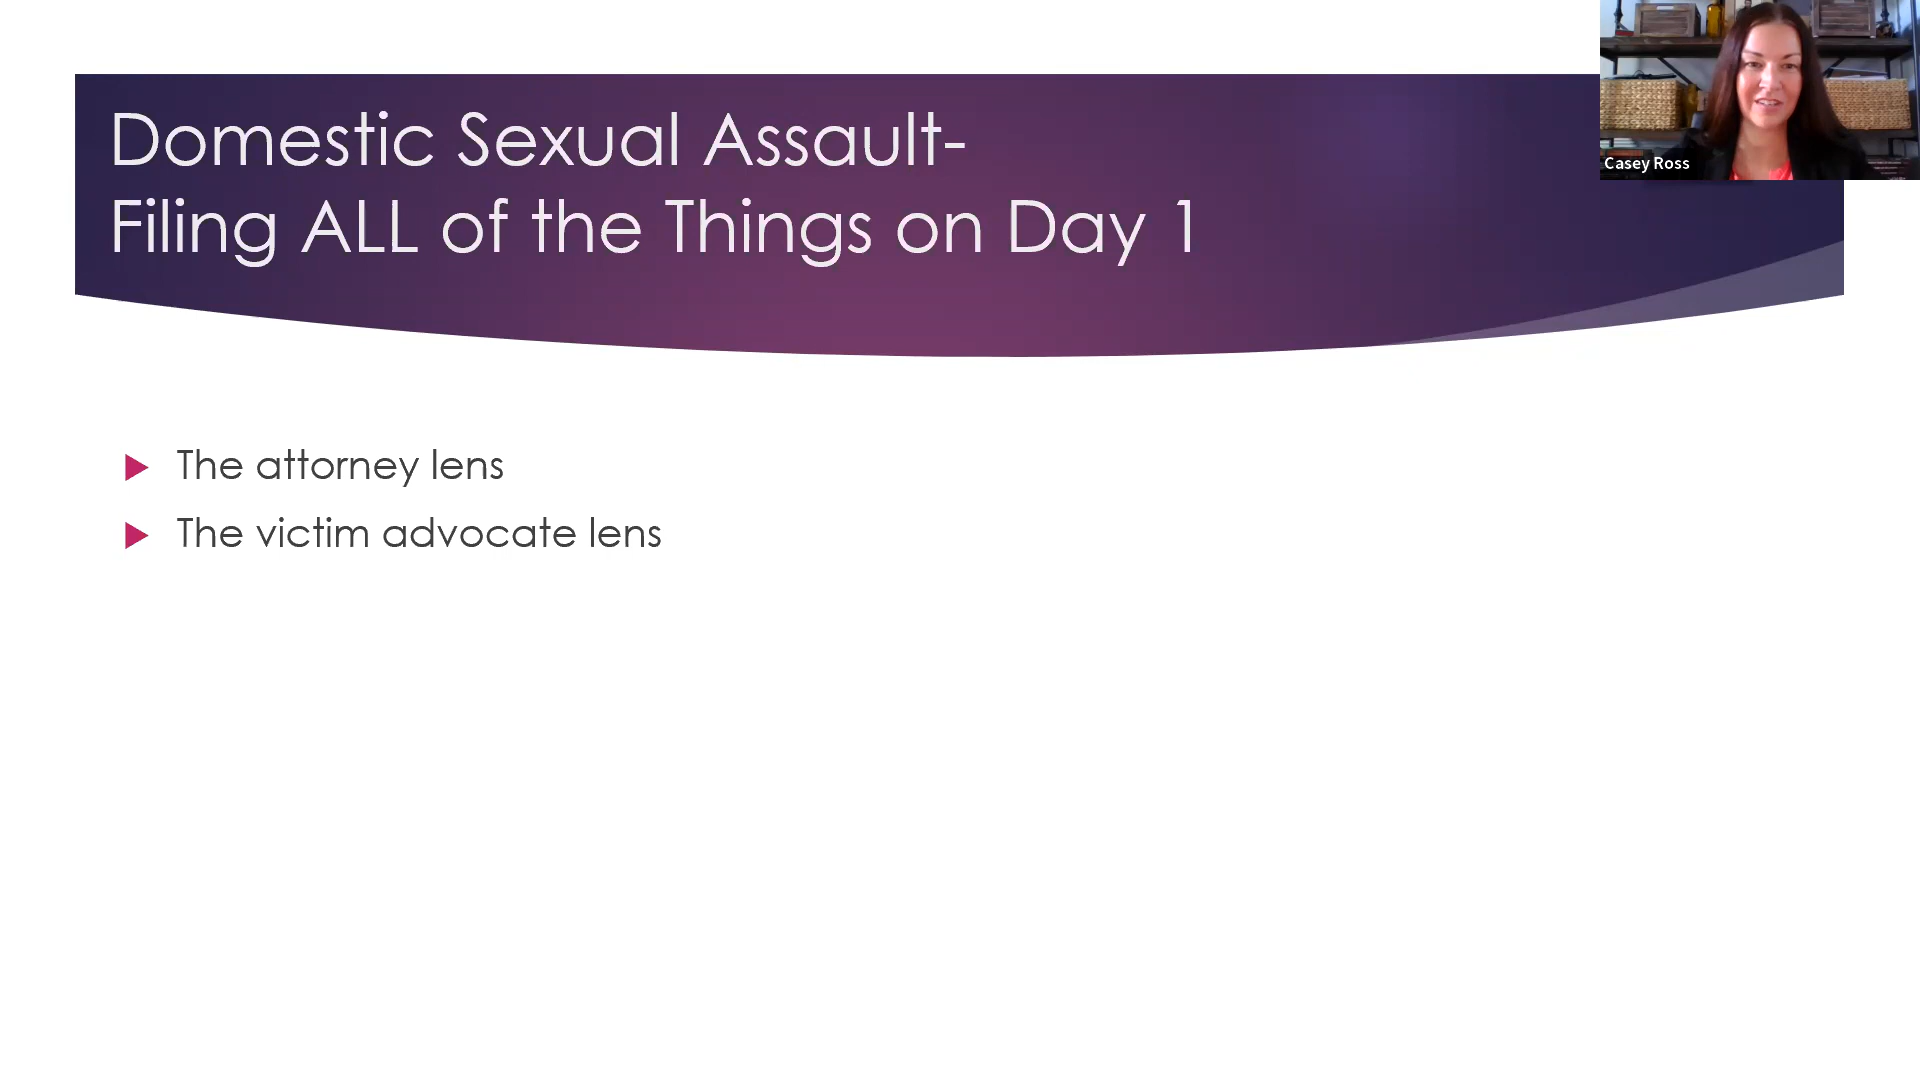 Domestic Sexual Assault-
Filing ALL of the Things on Day 1
Casey Ross
The attorney lens
The victim advocate lens